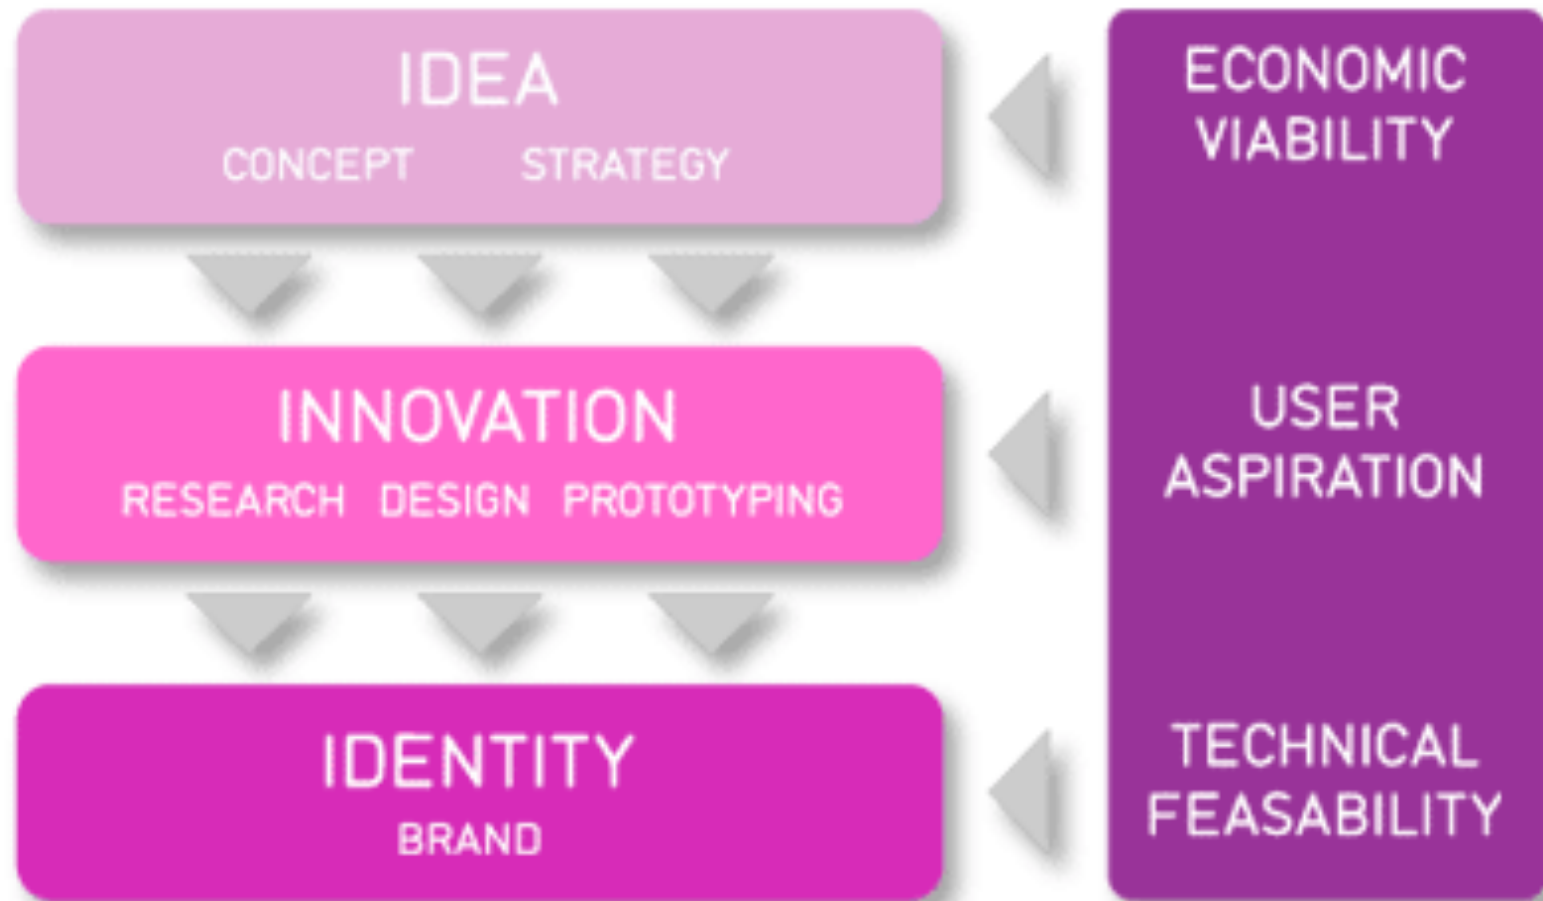 IDEA
CONCEPT STRATEGY
INNOVATION
RESEARCH DESIGN PROTOTYPING
IDENTITY
BRAND
ECONOMIC
VIABILITY
USER
ASPIRATION
TECHNICAL
FEASABILITY